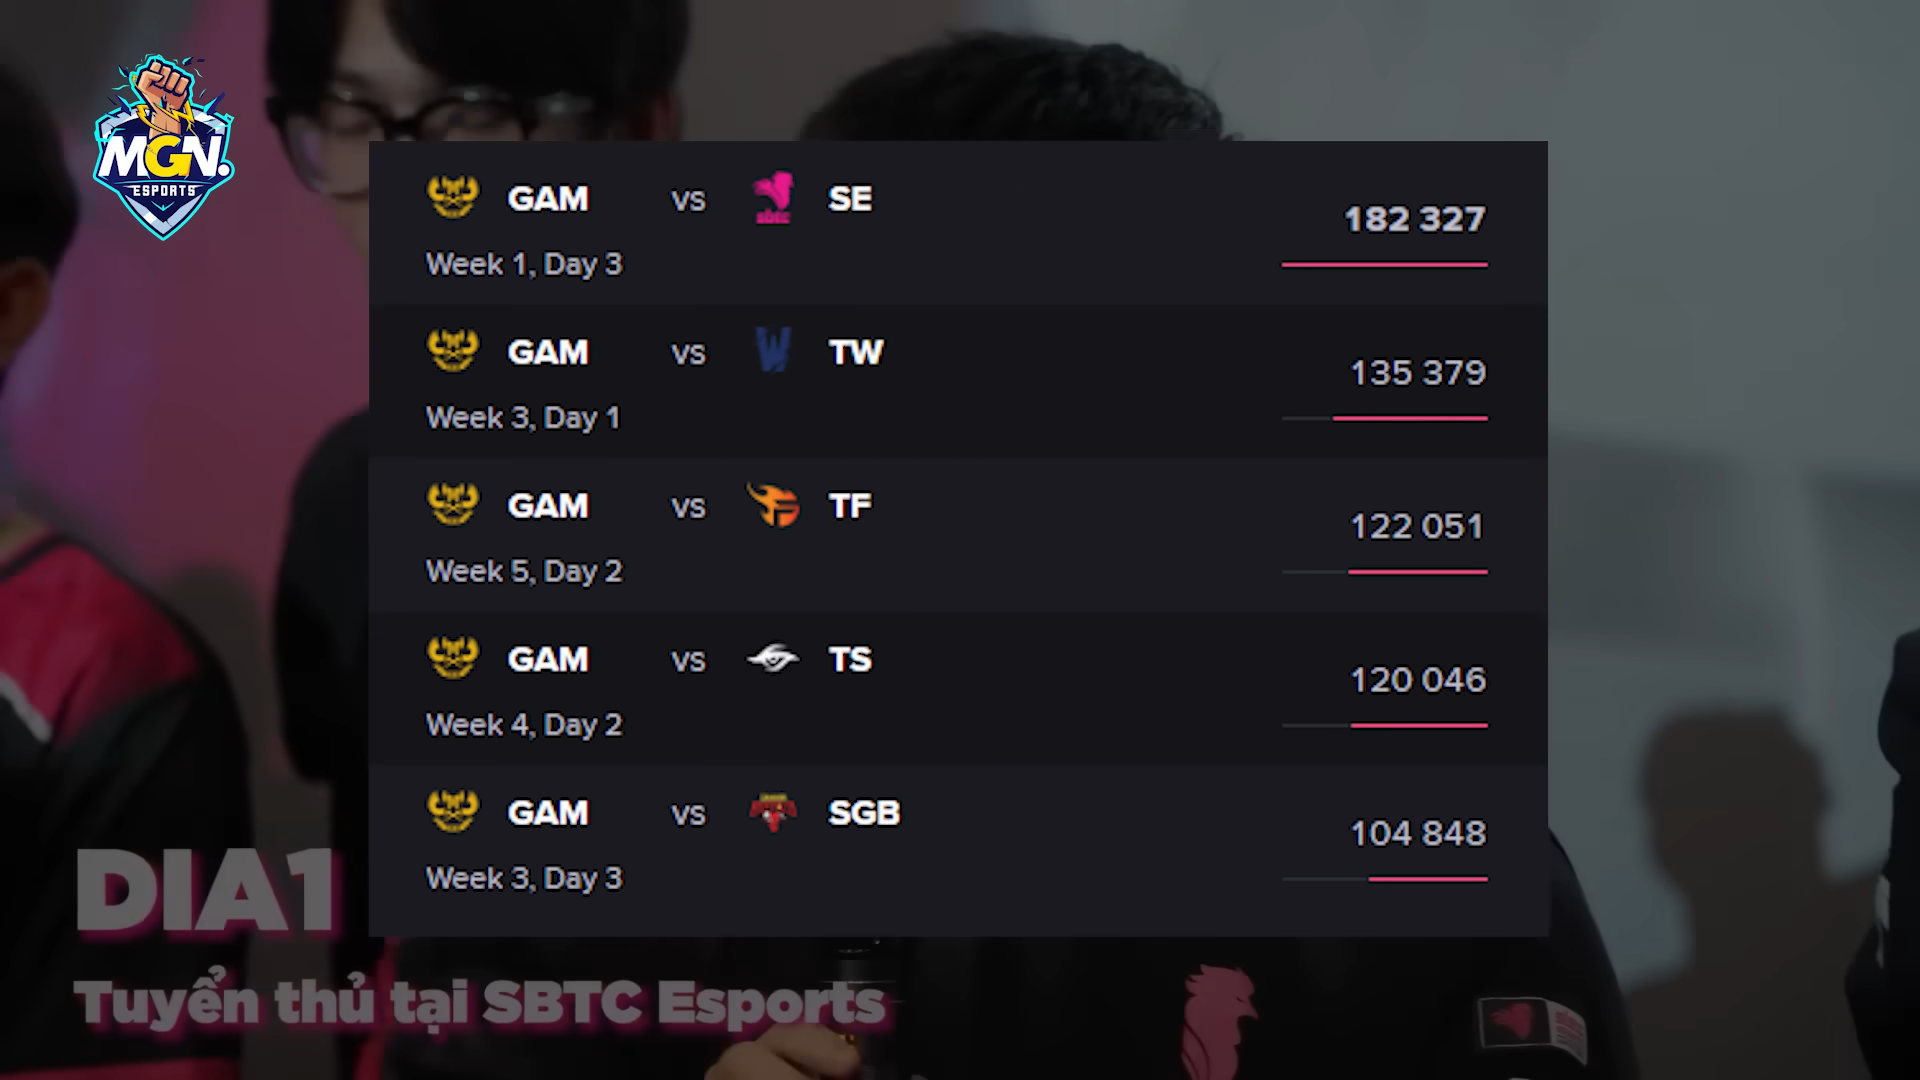 MGN.
ESPORTS
GAM vs sbtc SE
182 327
Week 1, Day 3
GAM vs TW
135 379
Week 3, Day 1
GAM vs TF
122 051
Week 5, Day 2
GAM vs TS
120 046
Week 4, Day 2
GAM vs SGB
104 848
Week 3, Day 3
DIA1
Tuyển thủ tại SBTC Esports